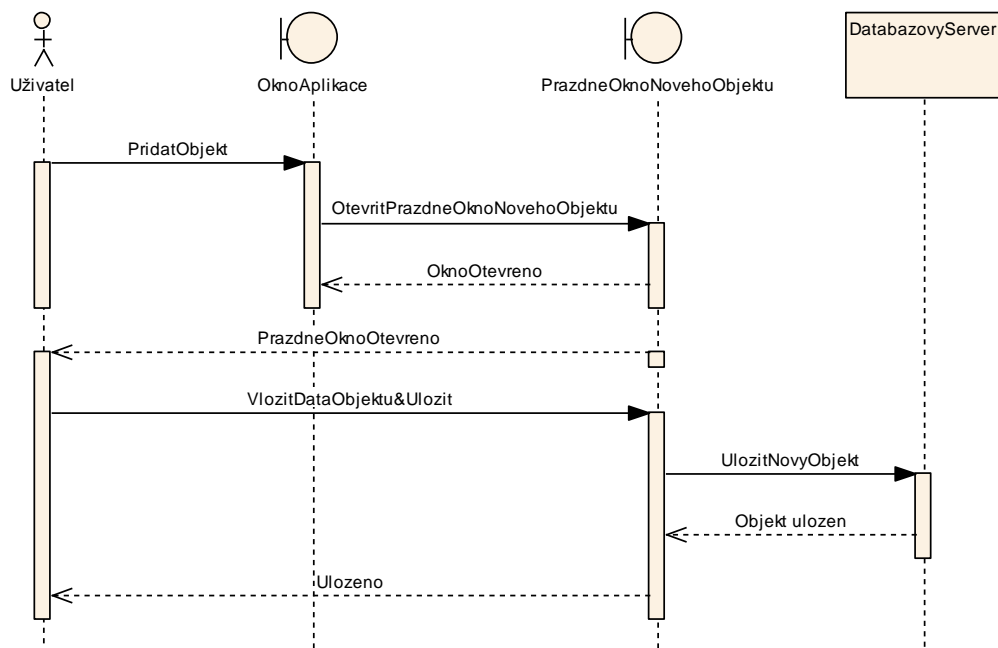 Uživatel
OknoAplikace
PrazdneOknoNovehoObjektu
DatabazovyServer
PridatObjekt
OtevritPrazdneOknoNovehoObjektu
OknoOtevreno
PrazdneOknoOtevreno
VlozitDataObjektu&Ulozit
UlozitNovyObjekt
Objekt ulozen
Ulozeno